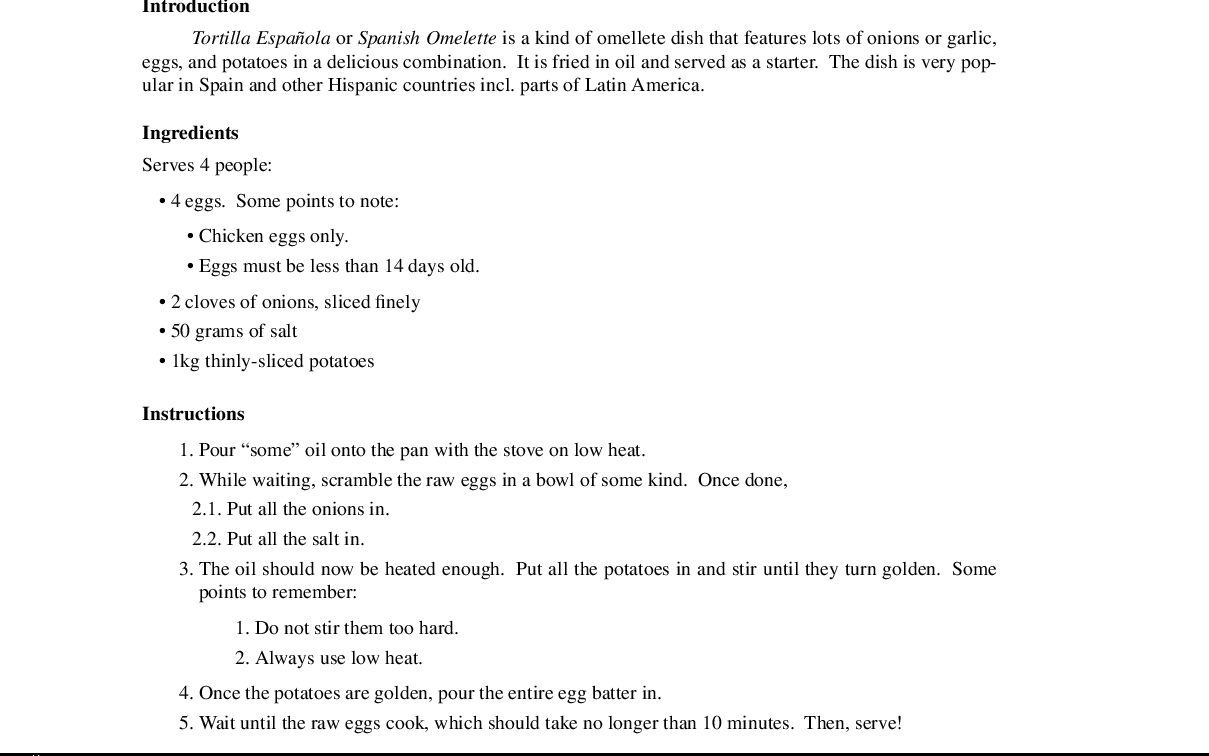 Introduction
Tortilla Española or Spanish Omelette is a kind of omellete dish that features lots of onions or garlic,
eggs, and potatoes in a delicious combination. It is fried in oil and served as a starter. The dish is very pop-
ular in Spain and other Hispanic countries incl. parts of Latin America.
Ingredients
Serves 4 people:
• 4 eggs. Some points to note:
• Chicken eggs only.
• Eggs must be less than 14 days old.
• 2 cloves of onions, sliced finely
• 50 grams of salt
• 1kg thinly-sliced potatoes
Instructions
1. Pour “some” oil onto the pan with the stove on low heat.
2. While waiting, scramble the raw eggs in a bowl of some kind. Once done,
2.1. Put all the onions in.
2.2. Put all the salt in.
3. The oil should now be heated enough. Put all the potatoes in and stir until they turn golden. Some
points to remember:
1. Do not stir them too hard.
2. Always use low heat.
4. Once the potatoes are golden, pour the entire egg batter in.
5. Wait until the raw eggs cook, which should take no longer than 10 minutes. Then, serve!